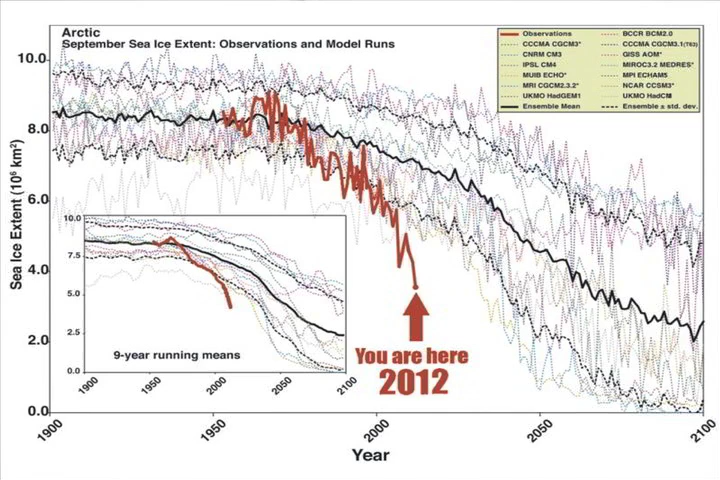 Arctic
September Sea Ice Extent: Observations and Model Runs
Observations
BCCR BCM2.0
CCCMA CGCM3*
CCCMA CGCM3.1(T63)
CNRM CM3
GISS AOM*
IPSL CM4
MIROC3.2 MEDRES*
MUIB ECHO*
MPI ECHAM5
MRI CGCM2.3.2*
NCAR CCSM3*
UKMO HadGEM1
UKMO HadCM
Ensemble Mean
Ensemble ± std. dev.
Sea Ice Extent (10⁶ km²)
10.0
8.0
6.0
4.0
2.0
0.0
10.0
7.5
5.0
2.5
0.0
9-year running means
1900
1950
2000
2050
2100
You are here
2012
1900
1950
2000
2050
2100
Year